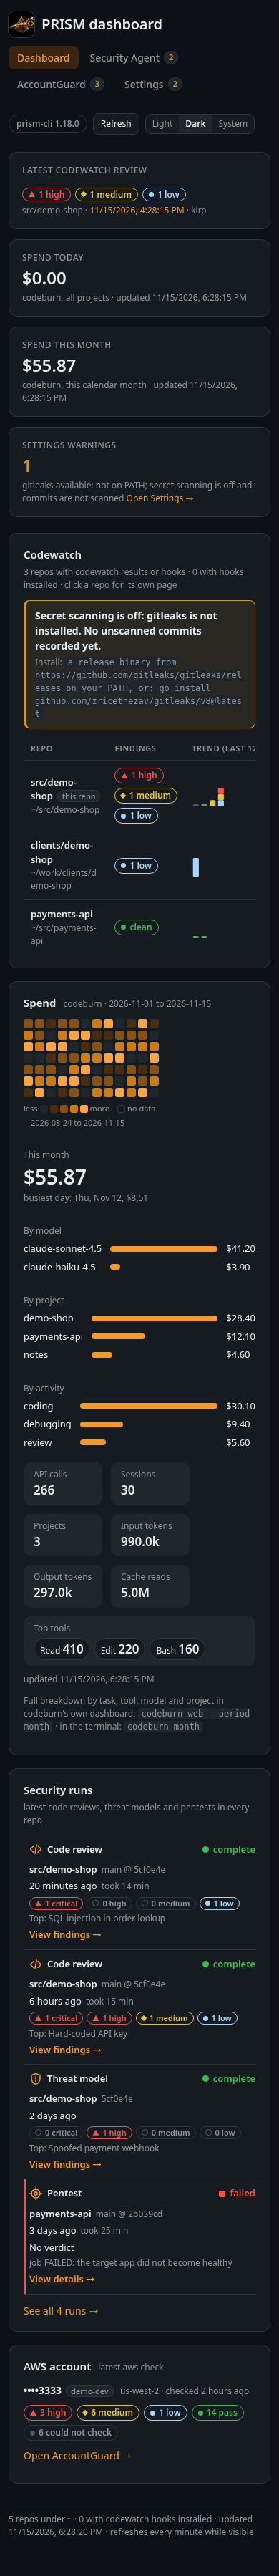 PRISM dashboard
Dashboard
Security Agent 2
AccountGuard 3
Settings 2
prism-cli 1.18.0
Refresh
Light Dark System
LATEST CODEWATCH REVIEW
1 high 1 medium 1 low
src/demo-shop · 11/15/2026, 4:28:15 PM · kiro
SPEND TODAY
$0.00
codeburn, all projects · updated 11/15/2026, 6:28:15 PM
SPEND THIS MONTH
$55.87
codeburn, this calendar month · updated 11/15/2026,
6:28:15 PM
SETTINGS WARNINGS
1
gitleaks available: not on PATH; secret scanning is off and
commits are not scanned Open Settings →
Codewatch
3 repos with codewatch results or hooks · 0 with hooks
installed · click a repo for its own page
Secret scanning is off: gitleaks is not
installed. No unscanned commits
recorded yet.
Install: a release binary from
https://github.com/gitleaks/gitleaks/rel
eases on your PATH, or: go install
github.com/zricethezav/gitleaks/v8@lates
t
REPO FINDINGS TREND (LAST 12
src/demo-
shop this repo
~/src/demo-shop
1 high
1 medium
1 low
clients/demo-
shop
~/work/clients/d
emo-shop
1 low
payments-api
~/src/payments-
api
clean
Spend codeburn · 2026-11-01 to 2026-11-15
less more no data
2026-08-24 to 2026-11-15
This month
$55.87
busiest day: Thu, Nov 12, $8.51
By model
claude-sonnet-4.5 $41.20
claude-haiku-4.5 $3.90
By project
demo-shop $28.40
payments-api $12.10
notes $4.60
By activity
coding $30.10
debugging $9.40
review $5.60
API calls
266
Sessions
30
Projects
3
Input tokens
990.0k
Output tokens
297.0k
Cache reads
5.0M
Top tools
Read 410 Edit 220 Bash 160
updated 11/15/2026, 6:28:15 PM
Full breakdown by task, tool, model and project in
codeburn's own dashboard: codeburn web --period
month · in the terminal: codeburn month
Security runs
latest code reviews, threat models and pentests in every
repo
Code review complete
src/demo-shop main @ 5cf0e4e
20 minutes ago took 14 min
1 critical 0 high 0 medium 1 low
Top: SQL injection in order lookup
View findings →
Code review complete
src/demo-shop main @ 5cf0e4e
6 hours ago took 15 min
1 critical 1 high 1 medium 1 low
Top: Hard-coded API key
View findings →
Threat model complete
src/demo-shop 5cf0e4e
2 days ago
0 critical 1 high 0 medium 0 low
Top: Spoofed payment webhook
View findings →
Pentest failed
payments-api main @ 2b039cd
3 days ago took 25 min
No verdict
job FAILED: the target app did not become healthy
View details →
See all 4 runs →
AWS account latest aws check
••••3333 demo-dev · us-west-2 · checked 2 hours ago
3 high 6 medium 1 low 14 pass
6 could not check
Open AccountGuard →
5 repos under ~ · 0 with codewatch hooks installed · updated
11/15/2026, 6:28:20 PM · refreshes every minute while visible